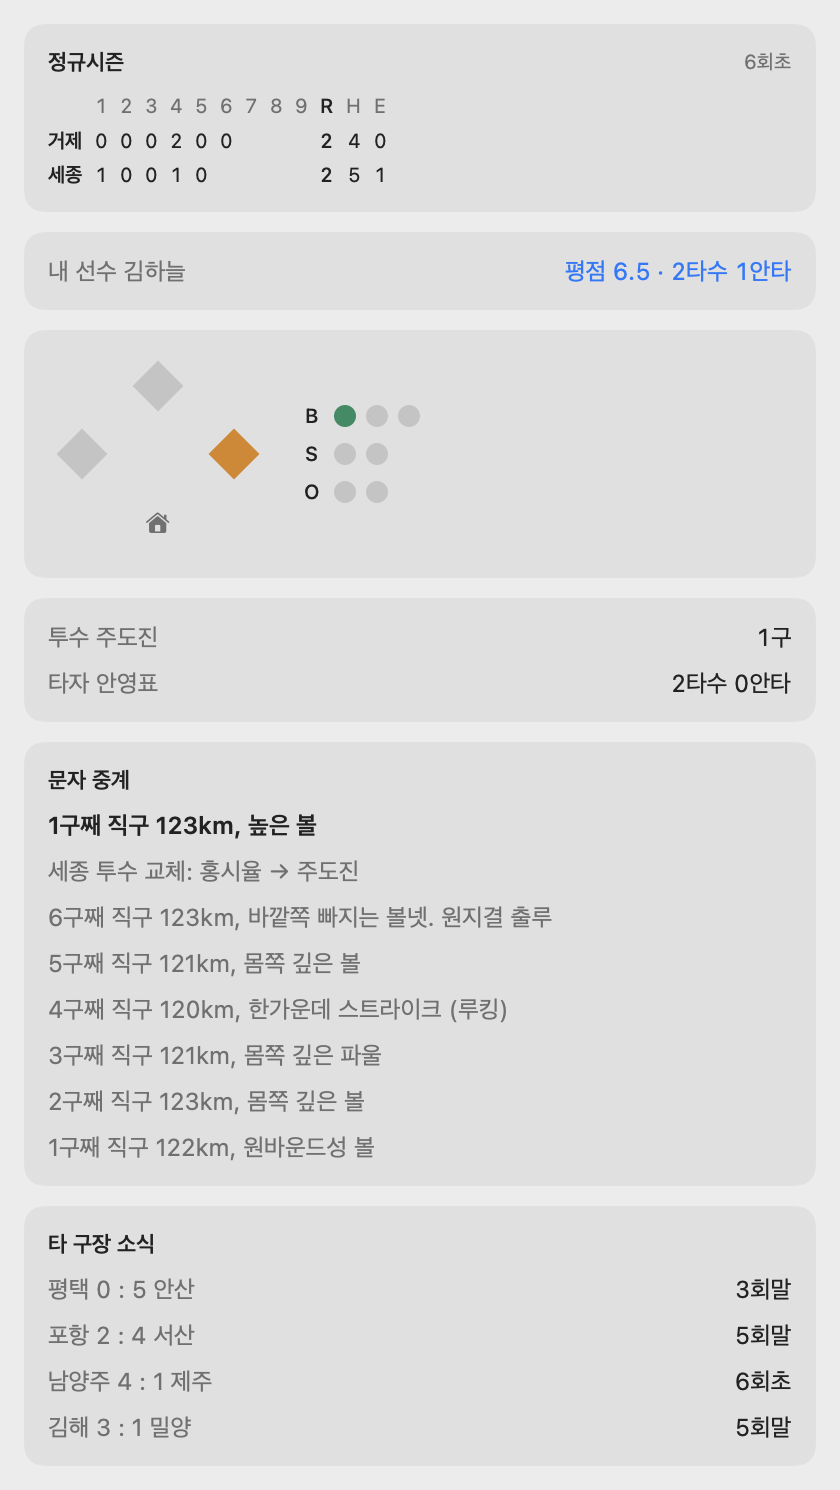 정규시즌 6회초
1 2 3 4 5 6 7 8 9 R H E
거제 0 0 0 2 0 0 2 4 0
세종 1 0 0 1 0 2 5 1
내 선수 김하늘 평점 6.5 · 2타수 1안타
B
S
O
투수 주도진 1구
타자 안영표 2타수 0안타
문자 중계
1구째 직구 123km, 높은 볼
세종 투수 교체: 홍시율 → 주도진
6구째 직구 123km, 바깥쪽 빠지는 볼넷. 원지결 출루
5구째 직구 121km, 몸쪽 깊은 볼
4구째 직구 120km, 한가운데 스트라이크 (루킹)
3구째 직구 121km, 몸쪽 깊은 파울
2구째 직구 123km, 몸쪽 깊은 볼
1구째 직구 122km, 원바운드성 볼
타 구장 소식
평택 0 : 5 안산 3회말
포항 2 : 4 서산 5회말
남양주 4 : 1 제주 6회초
김해 3 : 1 밀양 5회말